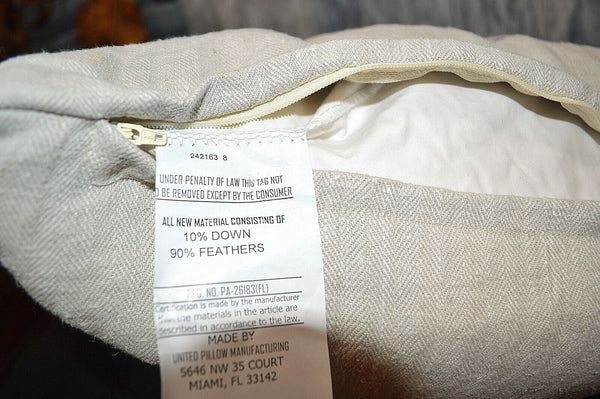 242163 8
UNDER PENALTY OF LAW THIS TAG NOT
BE REMOVED EXCEPT BY THE CONSUMER
ALL NEW MATERIAL CONSISTING OF
10% DOWN
90% FEATHERS
REG. NO. PA-26183(FL)
Certification is made by the manufacturer
the materials in the article are
described in accordance to the law.
MADE BY
UNITED PILLOW MANUFACTURING
5646 NW 35 COURT
MIAMI, FL 33142